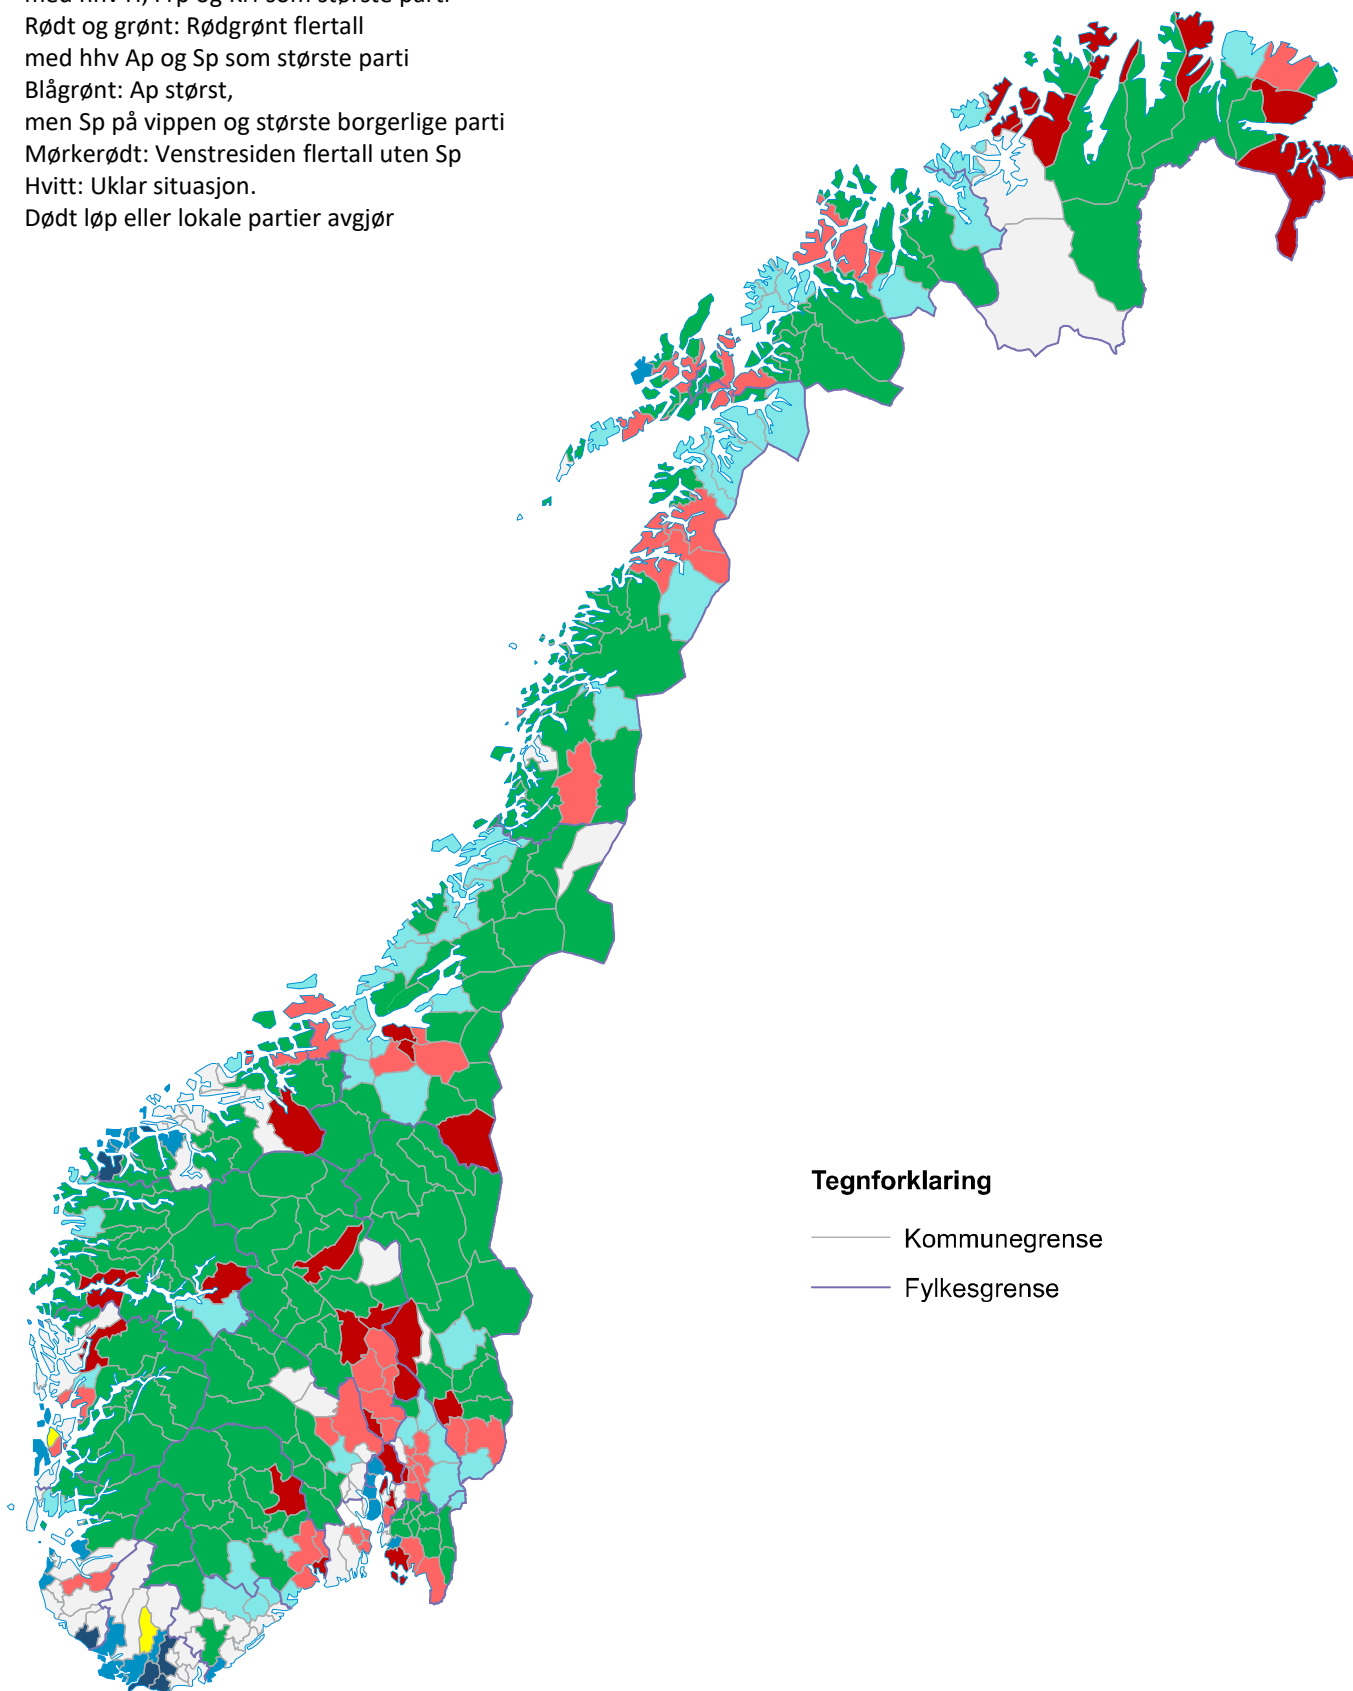 Rødt og grønt: Rødgrønt flertall
med hhv Ap og Sp som største parti
Blågrønt: Ap størst,
men Sp på vippen og største borgerlige parti
Mørkerødt: Venstresiden flertall uten Sp
Hvitt: Uklar situasjon.
Dødt løp eller lokale partier avgjør
Tegnforklaring
Kommunegrense
Fylkesgrense